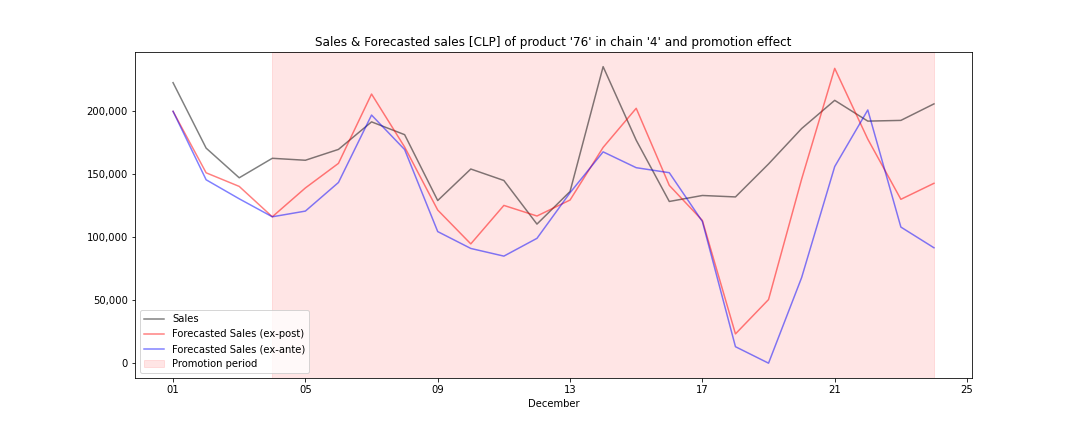 Sales & Forecasted sales [CLP] of product '76' in chain '4' and promotion effect
200,000
150,000
100,000
50,000
0
Sales
Forecasted Sales (ex-post)
Forecasted Sales (ex-ante)
Promotion period
01 05 09 13 17 21 25
December